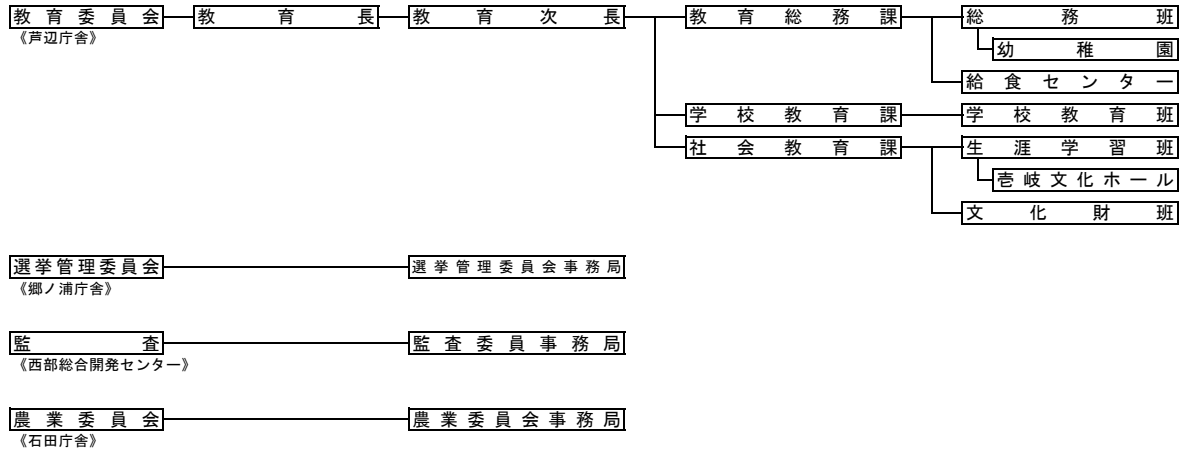 教育委員会 教育長 教育次長 教育総務課 総務班
《芦辺庁舎》
幼稚園
給食センター
学校教育課 学校教育班
社会教育課 生涯学習班
壱岐文化ホール
文化財班
選挙管理委員会 選挙管理委員会事務局
《郷ノ浦庁舎》
監査 監査委員事務局
《西部総合開発センター》
農業委員会 農業委員会事務局
《石田庁舎》